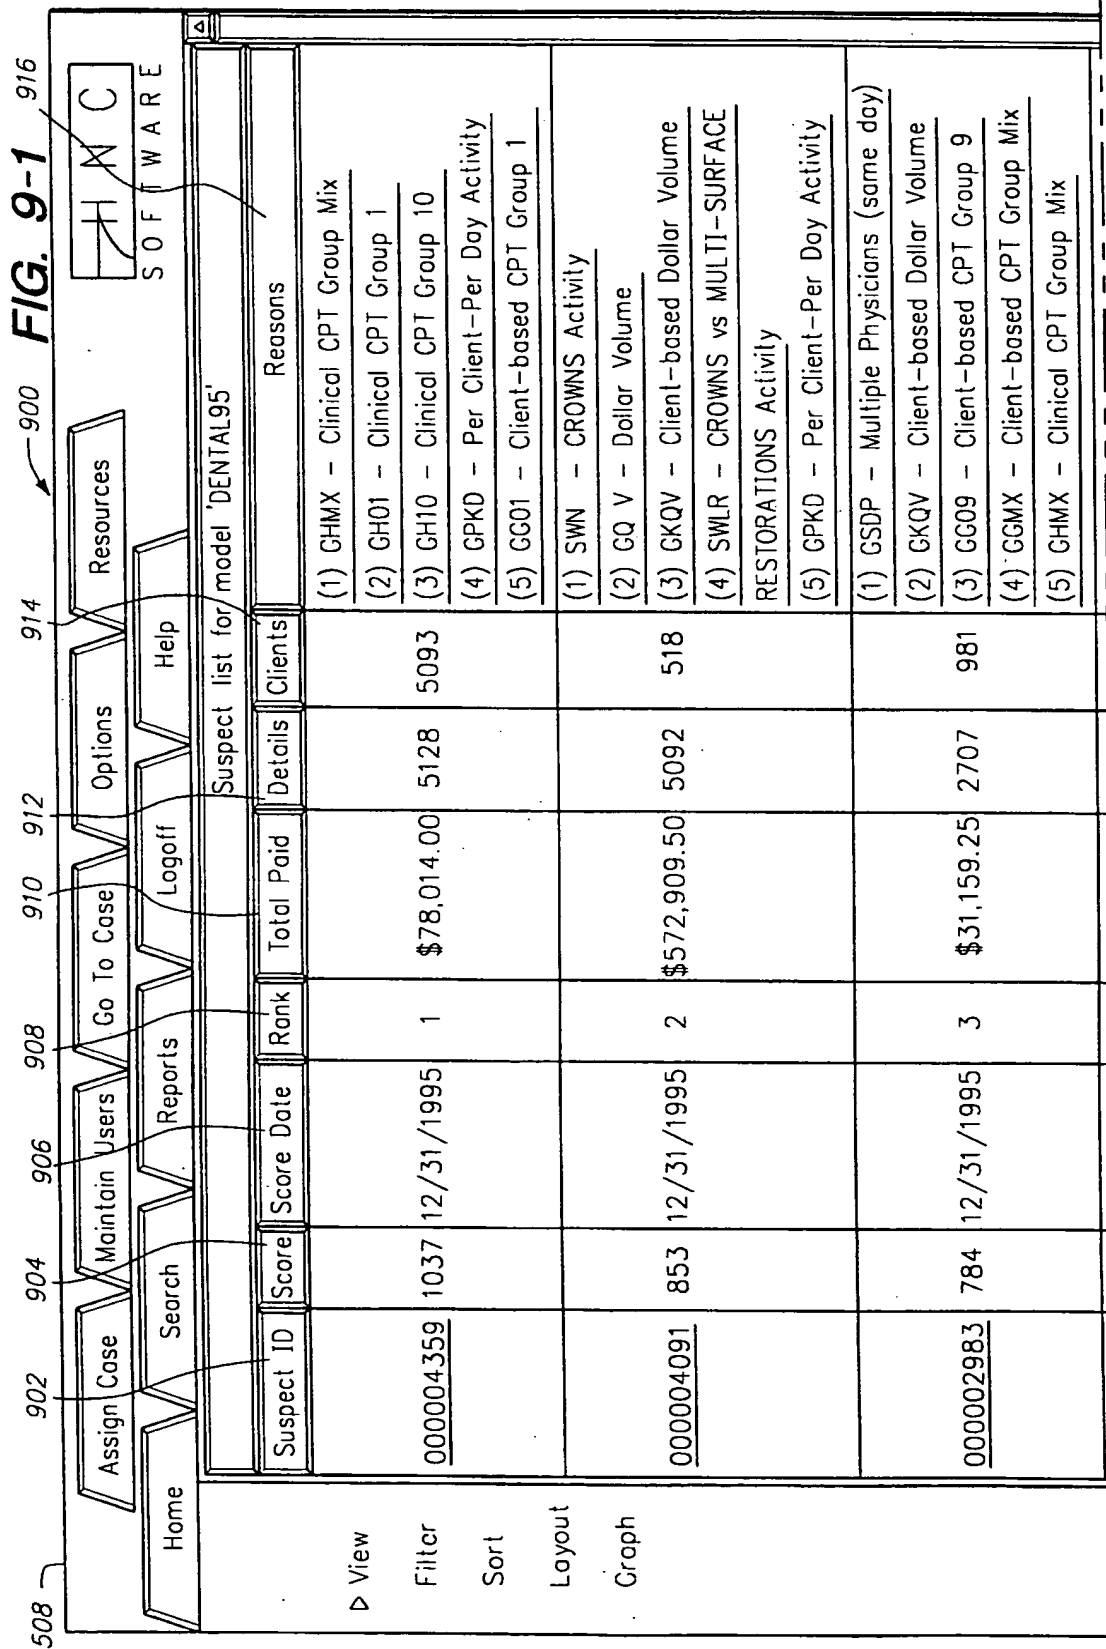 FIG. 9-1
900
508
902
904
906
908
910
912
914
916
H N C
SOFTWARE
Assign Case
Maintain Users
Go To Case
Options
Resources
Home
Search
Reports
Logoff
Help
▷ View
Filter
Sort
Layout
Graph
Suspect list for model 'DENTAL95'
Suspect ID Score Score Date Rank Total Paid Details Clients Reasons
000004359 1037 12/31/1995 1 $78,014.00 5128 5093
(1) GHMX – Clinical CPT Group Mix
(2) GH01 – Clinical CPT Group 1
(3) GH10 – Clinical CPT Group 10
(4) GPKD – Per Client–Per Day Activity
(5) GG01 – Client–based CPT Group 1
000004091 853 12/31/1995 2 $572,909.50 5092 518
(1) SWN – CROWNS Activity
(2) GQ V – Dollar Volume
(3) GKQV – Client–based Dollar Volume
(4) SWLR – CROWNS vs MULTI–SURFACE
RESTORATIONS Activity
(5) GPKD – Per Client–Per Day Activity
000002983 784 12/31/1995 3 $31,159.25 2707 981
(1) GSDP – Multiple Physicians (same day)
(2) GKQV – Client–based Dollar Volume
(3) GG09 – Client–based CPT Group 9
(4) GGMX – Client–based CPT Group Mix
(5) GHMX – Clinical CPT Group Mix